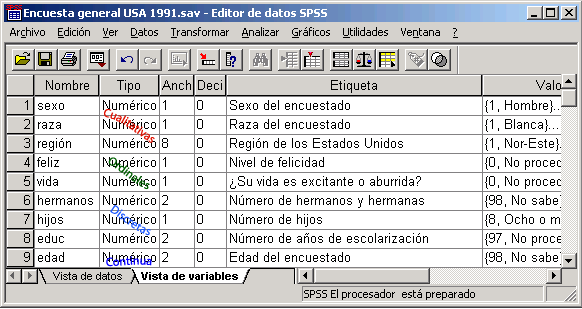 Encuesta general USA 1991.sav - Editor de datos SPSS
Archivo Edición Ver Datos Transformar Analizar Gráficos Utilidades Ventana ?
Nombre Tipo Anch Deci Etiqueta Valo
1 sexo Numérico 1 0 Sexo del encuestado {1, Hombre}...
Cualitativas
2 raza Numérico 1 0 Raza del encuestado {1, Blanca}...
3 región Numérico 8 0 Región de los Estados Unidos {1, Nor-Este}...
4 feliz Numérico 1 0 Nivel de felicidad {0, No proced
Ordinales
5 vida Numérico 1 0 ¿Su vida es excitante o aburrida? {0, No proced
6 hermanos Numérico 2 0 Número de hermanos y hermanas {98, No sabe
Discretas
7 hijos Numérico 1 0 Número de hijos {8, Ocho o m
8 educ Numérico 2 0 Número de años de escolarización {97, No proce
9 edad Numérico 2 0 Edad del encuestado {98, No sabe
Continua
Vista de datos Vista de variables
SPSS El procesador está preparado